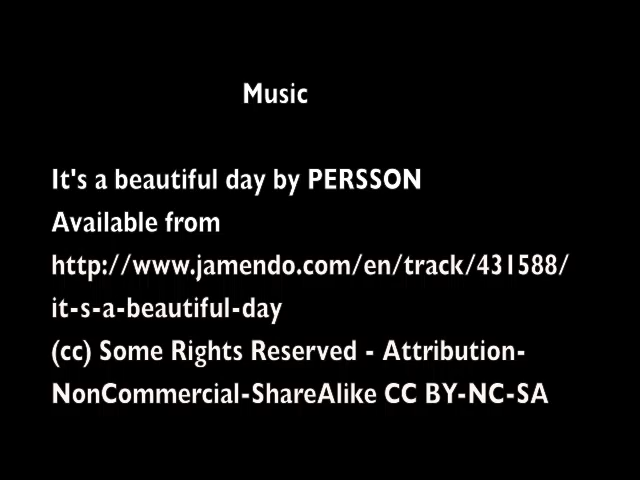 Music
It's a beautiful day by PERSSON
Available from
http://www.jamendo.com/en/track/431588/
it-s-a-beautiful-day
(cc) Some Rights Reserved - Attribution-
NonCommercial-ShareAlike CC BY-NC-SA